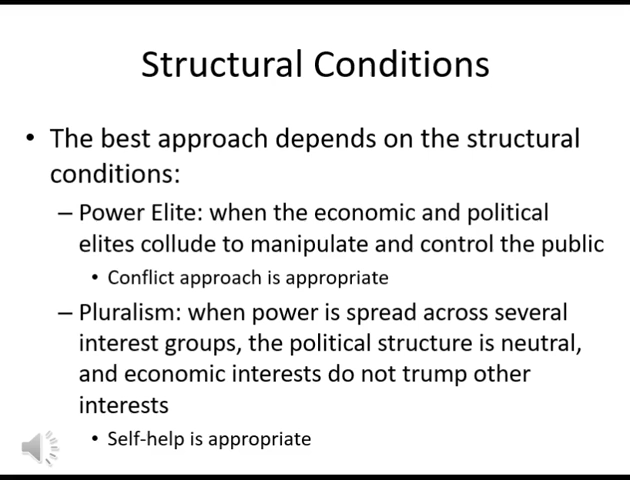 Structural Conditions
• The best approach depends on the structural
conditions:
– Power Elite: when the economic and political
elites collude to manipulate and control the public
• Conflict approach is appropriate
– Pluralism: when power is spread across several
interest groups, the political structure is neutral,
and economic interests do not trump other
interests
• Self-help is appropriate